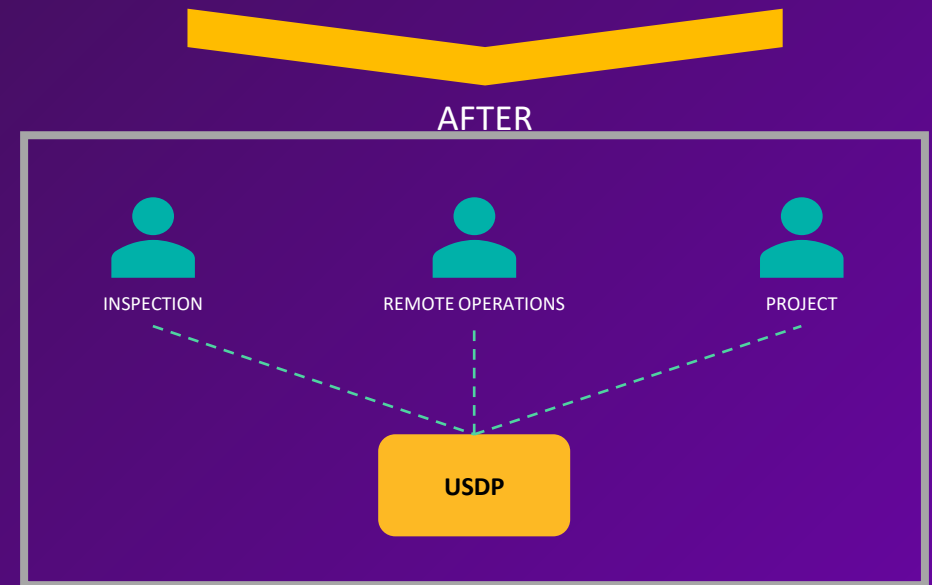 AFTER
INSPECTION
REMOTE OPERATIONS
PROJECT
USDP